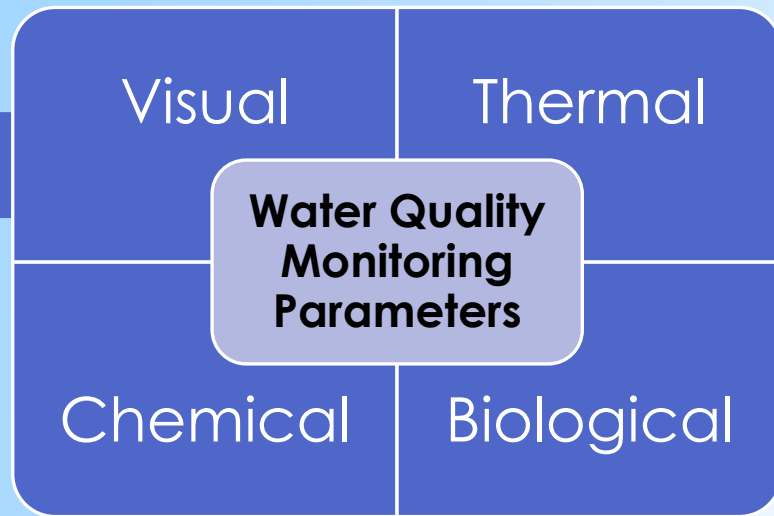 Visual
Thermal
Water Quality
Monitoring
Parameters
Chemical
Biological